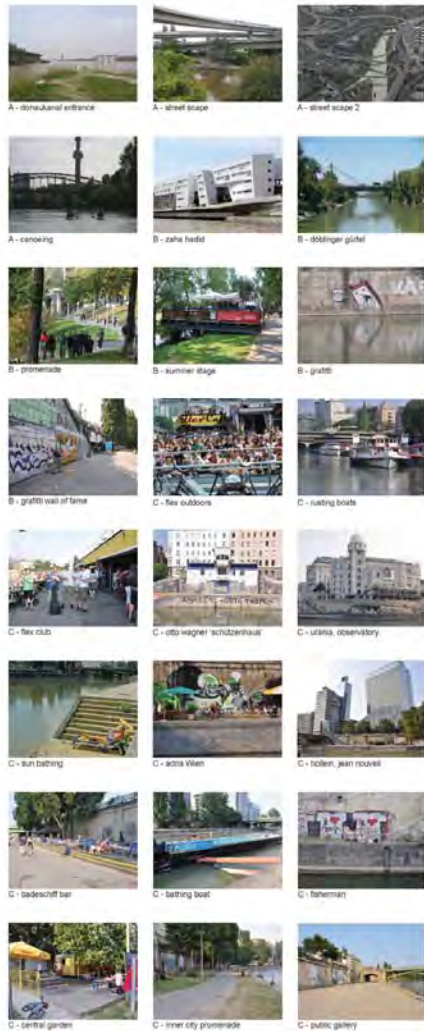 A - donaukanal entrance
A - street scape
A - street scape 2
A - canoeing
B - zaha hadid
B - döblinger gürtel
B - promenade
B - summer stage
B - grafitti
B - grafitti wall of fame
C - flex outdoors
C - rusting boats
C - flex club
C - otto wagner 'schützenhaus'
C - urania, observatory
C - sun bathing
C - adria Wien
C - hollein, jean nouvell
C - badeschiff bar
C - bathing boat
C - fisherman
C - central garden
C - inner city promenade
C - public gallery